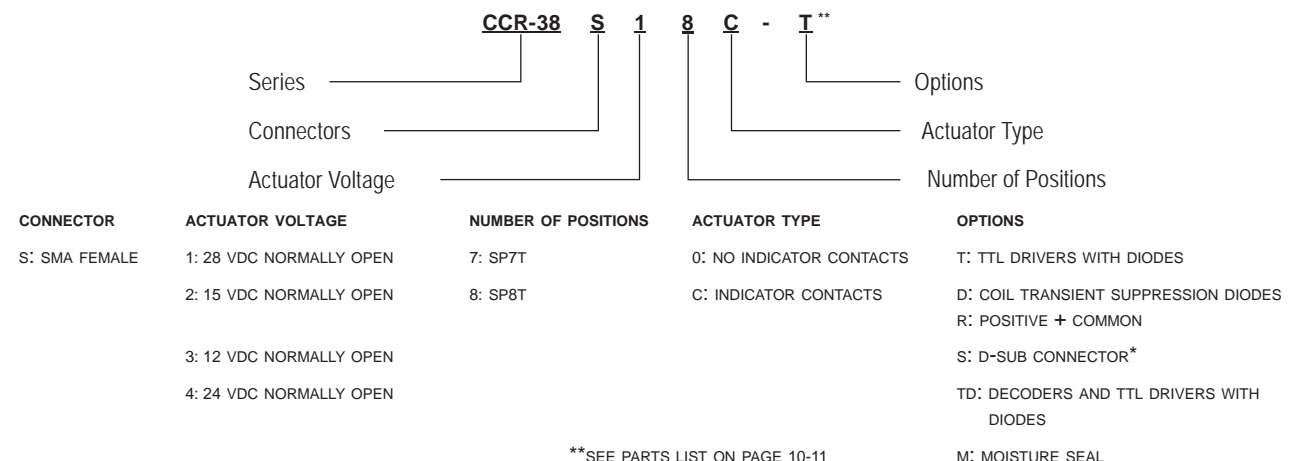 CCR-38 S 1 8 C - T**
Series Options
Connectors Actuator Type
Actuator Voltage Number of Positions
CONNECTOR ACTUATOR VOLTAGE NUMBER OF POSITIONS ACTUATOR TYPE OPTIONS
S: SMA FEMALE 1: 28 VDC NORMALLY OPEN 7: SP7T 0: NO INDICATOR CONTACTS T: TTL DRIVERS WITH DIODES
2: 15 VDC NORMALLY OPEN 8: SP8T C: INDICATOR CONTACTS D: COIL TRANSIENT SUPPRESSION DIODES
R: POSITIVE + COMMON
3: 12 VDC NORMALLY OPEN S: D-SUB CONNECTOR*
4: 24 VDC NORMALLY OPEN TD: DECODERS AND TTL DRIVERS WITH
DIODES
**SEE PARTS LIST ON PAGE 10-11 M: MOISTURE SEAL